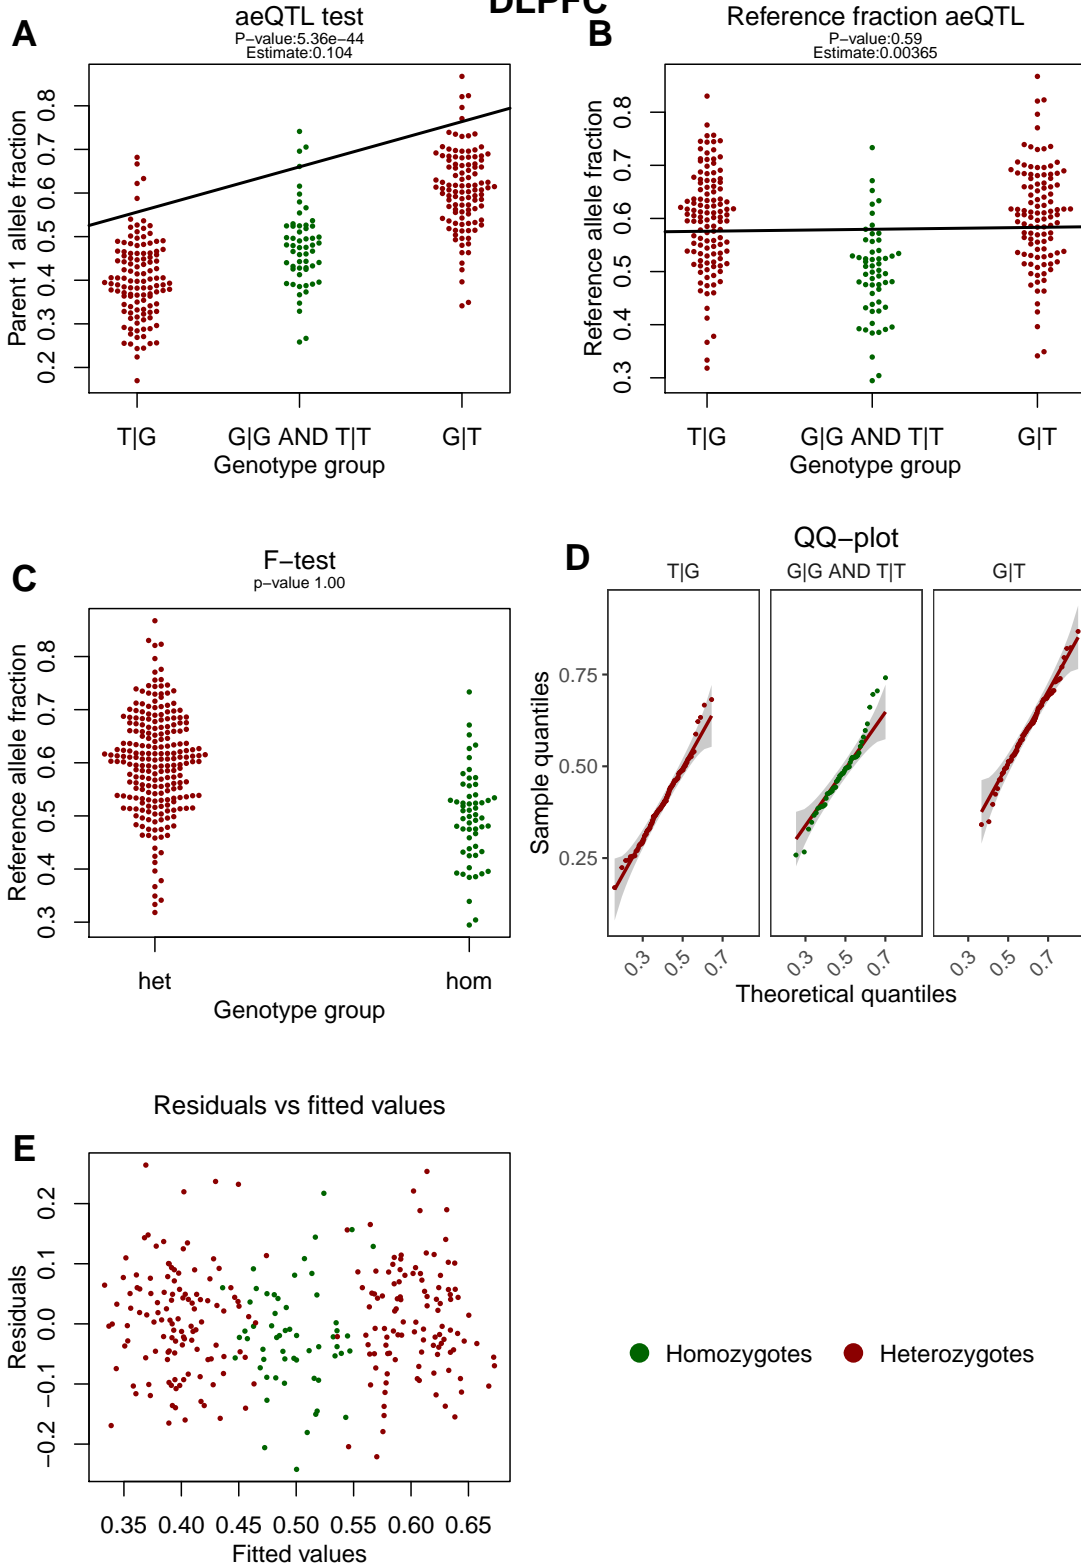 DLPFC
A
aeQTL test
P−value:5.36e−44
Estimate:0.104
Parent 1 allele fraction
0.8
0.7
0.6
0.5
0.4
0.3
0.2
T|G
G|G AND T|T
G|T
Genotype group
B
Reference fraction aeQTL
P−value:0.59
Estimate:0.00365
Reference allele fraction
0.8
0.7
0.6
0.5
0.4
0.3
T|G
G|G AND T|T
G|T
Genotype group
C
F−test
p−value 1.00
Reference allele fraction
0.8
0.7
0.6
0.5
0.4
0.3
het
hom
Genotype group
D
QQ−plot
T|G
G|G AND T|T
G|T
Sample quantiles
0.75
0.50
0.25
0.3 0.5 0.7
0.3 0.5 0.7
0.3 0.5 0.7
Theoretical quantiles
E
Residuals vs fitted values
Residuals
0.2
0.1
0.0
−0.1
−0.2
0.35 0.40 0.45 0.50 0.55 0.60 0.65
Fitted values
Homozygotes
Heterozygotes